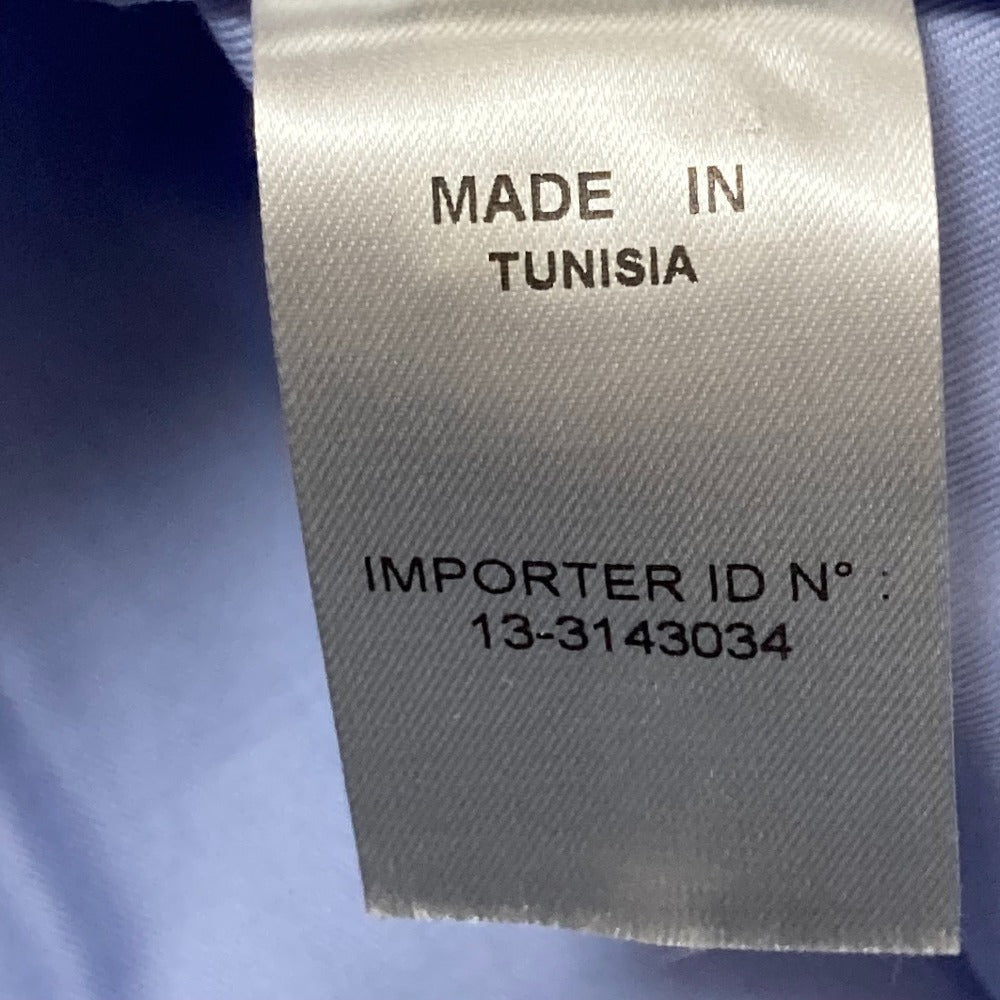 MADE IN
TUNISIA
IMPORTER ID N° :
13-3143034